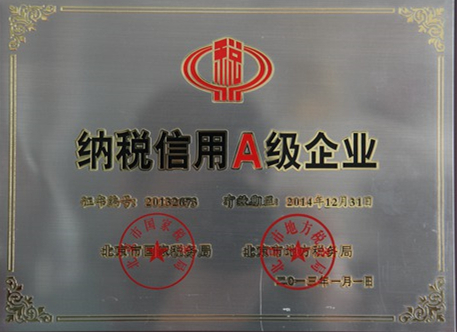 税
纳税信用A级企业
证书编号: 20132673 有效期至: 2014年12月31日
北京市国家税务局 北京市地方税务局
二〇一三年一月一日